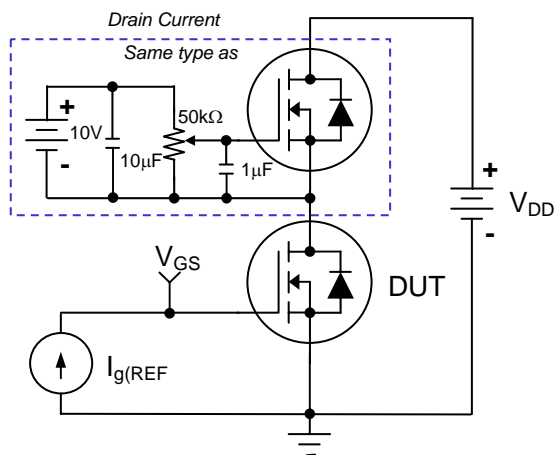 Drain Current
Same type as
+
10V
-
10μF
50kΩ
1μF
+
V_DD
-
V_GS
DUT
I_g(REF